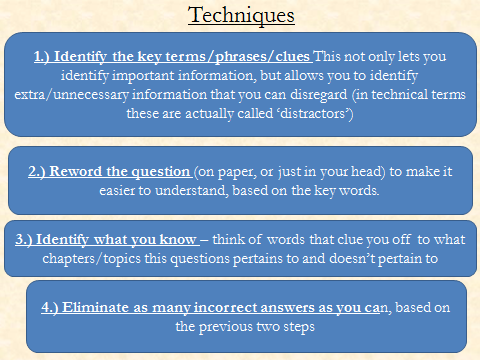 Techniques
1.) Identify the key terms/phrases/clues This not only lets you
identify important information, but allows you to identify
extra/unnecessary information that you can disregard (in technical terms
these are actually called ‘distractors’)
2.) Reword the question (on paper, or just in your head) to make it
easier to understand, based on the key words.
3.) Identify what you know – think of words that clue you off to what
chapters/topics this questions pertains to and doesn’t pertain to
4.) Eliminate as many incorrect answers as you can, based on
the previous two steps